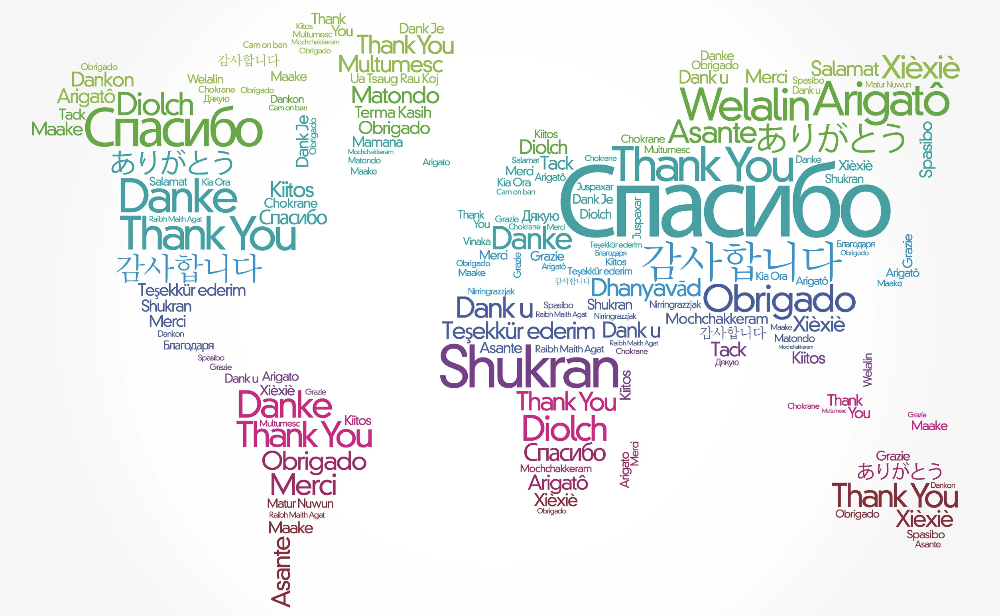 Thank
You
Kiitos
Multumesc
Mochchakkeram
Obrigado
Cam on ban
감사합니다
Dank Je
Thank You
Multumesc
Ua Tsaug Rau Koj
Matondo
Terma Kasih
Obrigado
Mamana
Mochchakkeram
Matondo
Maake
Arigato
Obrigado
Dankon
Arigatô
Diolch
Tack
Maake
Спасибо
Welalin
Chokrane
Дякую
Obrigado
Maake
Dankon
Cam on ban
Dank Je
Obrigado
ありがとう
Salamat
Kia Ora
Danke
Raibh Maith Agat
Thank You
Kiitos
Chokrane
Спасибо
감사합니다
Teşekkür ederim
Shukran
Merci
Dankon
Благодаря
Spasibo
Grazie
Dank u
Arigato
Xièxiè
Grazie
Danke
Multumesc
Kiitos
Thank You
Obrigado
Merci
Matur Nuwun
Raibh Maith Agat
Maake
Asante
Danke
Obrigado
Dank u
Merci
Spasibo
Dank u
Salamat
Xièxiè
Matur Nuwun
Welalin
Arigatô
Chokrane
Asante
ありがとう
Multumesc
Spasibo
Kiitos
Diolch
Salamat
Tack
Merci
Arigatô
Kia Ora
Cam on ban
Chokrane
Thank You
Danke
Xièxiè
Shukran
Juspaxar
Dank Je
Diolch
Juspaxar
Спасибо
Thank
You
Grazie
Дякую
Chokrane
Merci
Vinaka
Danke
Merci
Obrigado
Maake
Grazie
Grazie
Arigatô
Teşekkür ederim
Благодаря
Kiitos
Teşekkür ederim
감사합니다
감사합니다
Благодаря
Obrigado
Kia Ora
Arigatô
Grazie
Arigatô
Maake
Nirringrazzjak
Dhanyavād
Obrigado
Dank u
Spasibo
Raibh Maith Agat
Shukran
Nirringrazzjak
Nirringrazzjak
Mochchakkeram
Xièxiè
Maake
감사합니다
Matondo
Mochchakkeram
Tack
Дякую
Kiitos
Teşekkür ederim
Dank u
Asante
Raibh Maith Agat
Raibh Maith Agat
Chokrane
Shukran
Kiitos
Thank You
Diolch
Спасибо
Mochchakkeram
Arigatô
Xièxiè
Obrigado
Arigato
Merci
Welalin
Chokrane
Thank
You
Multumesc
Grazie
Maake
Grazie
ありがとう
Dankon
Thank You
Obrigado
Xièxiè
Spasibo
Asante